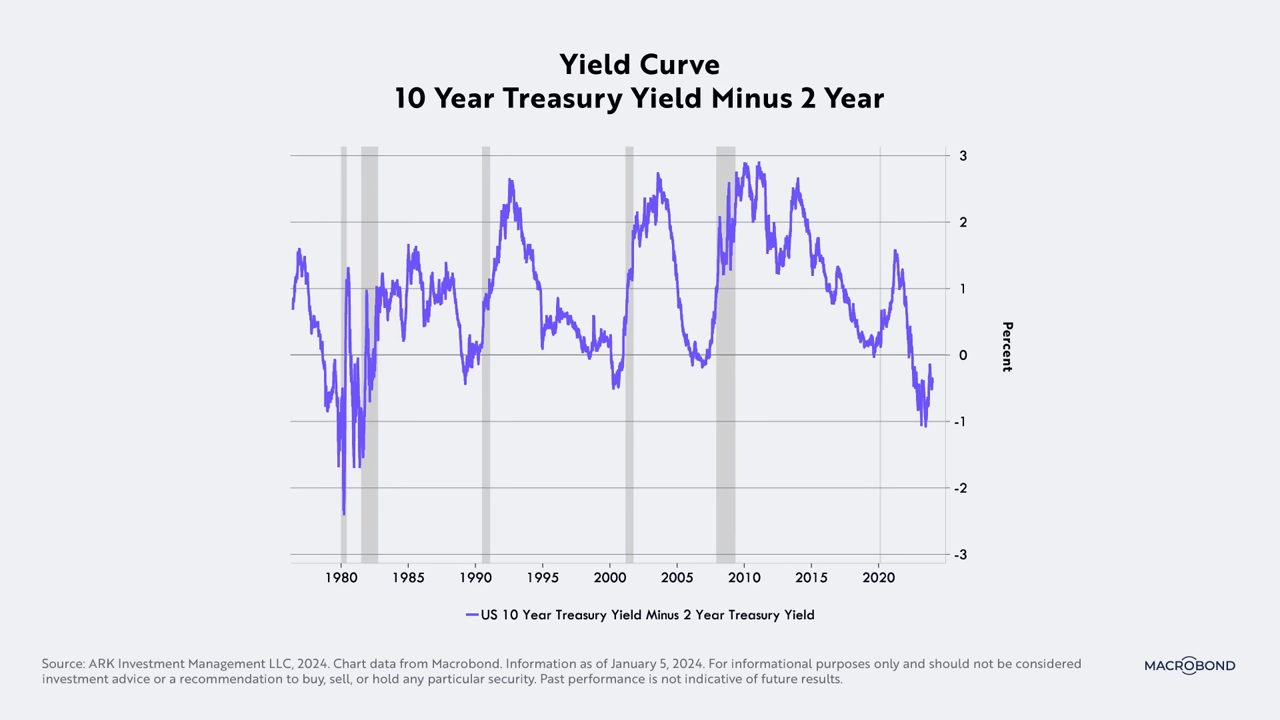 Yield Curve
10 Year Treasury Yield Minus 2 Year
3
2
1
0
-1
-2
-3
Percent
1980 1985 1990 1995 2000 2005 2010 2015 2020
US 10 Year Treasury Yield Minus 2 Year Treasury Yield
Source: ARK Investment Management LLC, 2024. Chart data from Macrobond. Information as of January 5, 2024. For informational purposes only and should not be considered
investment advice or a recommendation to buy, sell, or hold any particular security. Past performance is not indicative of future results.
MACROBOND